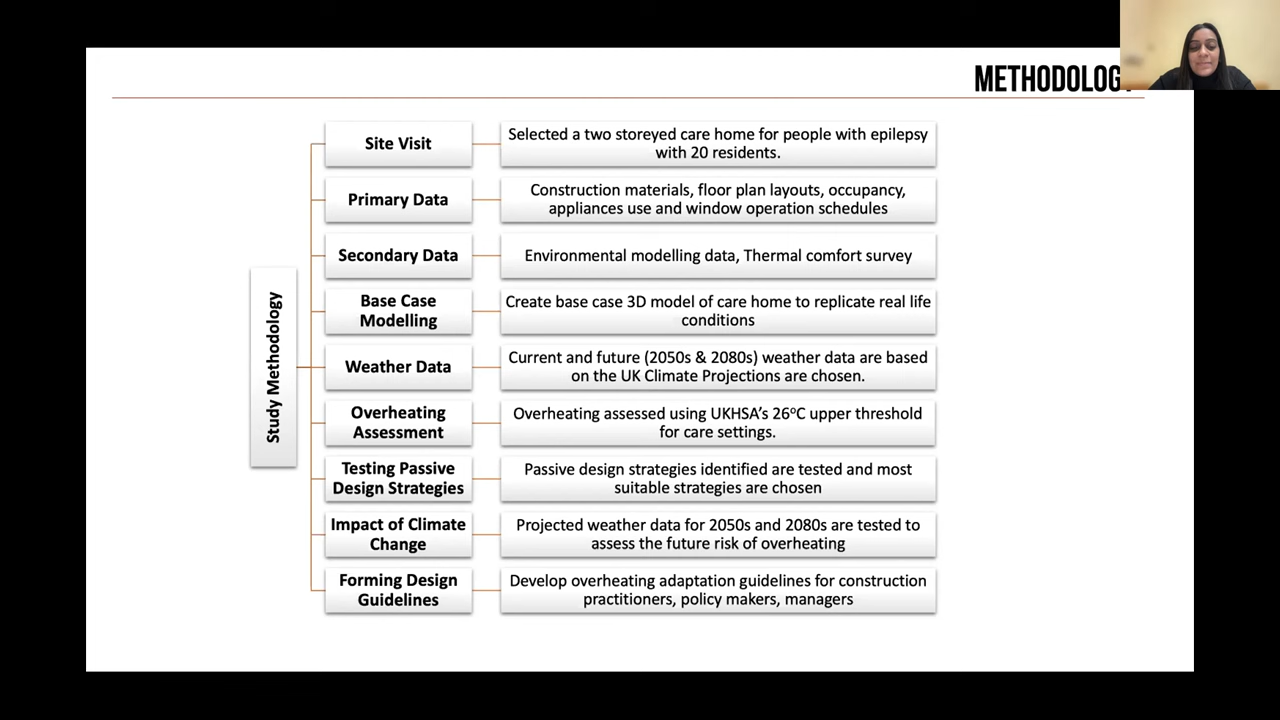 METHODOLOGY
Study Methodology
Site Visit
Selected a two storeyed care home for people with epilepsy
with 20 residents.
Primary Data
Construction materials, floor plan layouts, occupancy,
appliances use and window operation schedules
Secondary Data
Environmental modelling data, Thermal comfort survey
Base Case
Modelling
Create base case 3D model of care home to replicate real life
conditions
Weather Data
Current and future (2050s & 2080s) weather data are based
on the UK Climate Projections are chosen.
Overheating
Assessment
Overheating assessed using UKHSA’s 26°C upper threshold
for care settings.
Testing Passive
Design Strategies
Passive design strategies identified are tested and most
suitable strategies are chosen
Impact of Climate
Change
Projected weather data for 2050s and 2080s are tested to
assess the future risk of overheating
Forming Design
Guidelines
Develop overheating adaptation guidelines for construction
practitioners, policy makers, managers